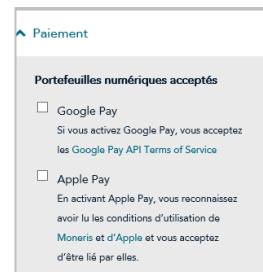 Paiement
Portefeuilles numériques acceptés
Google Pay
Si vous activez Google Pay, vous acceptez
les Google Pay API Terms of Service
Apple Pay
En activant Apple Pay, vous reconnaissez
avoir lu les conditions d'utilisation de
Moneris et d'Apple et vous acceptez
d'être lié par elles.